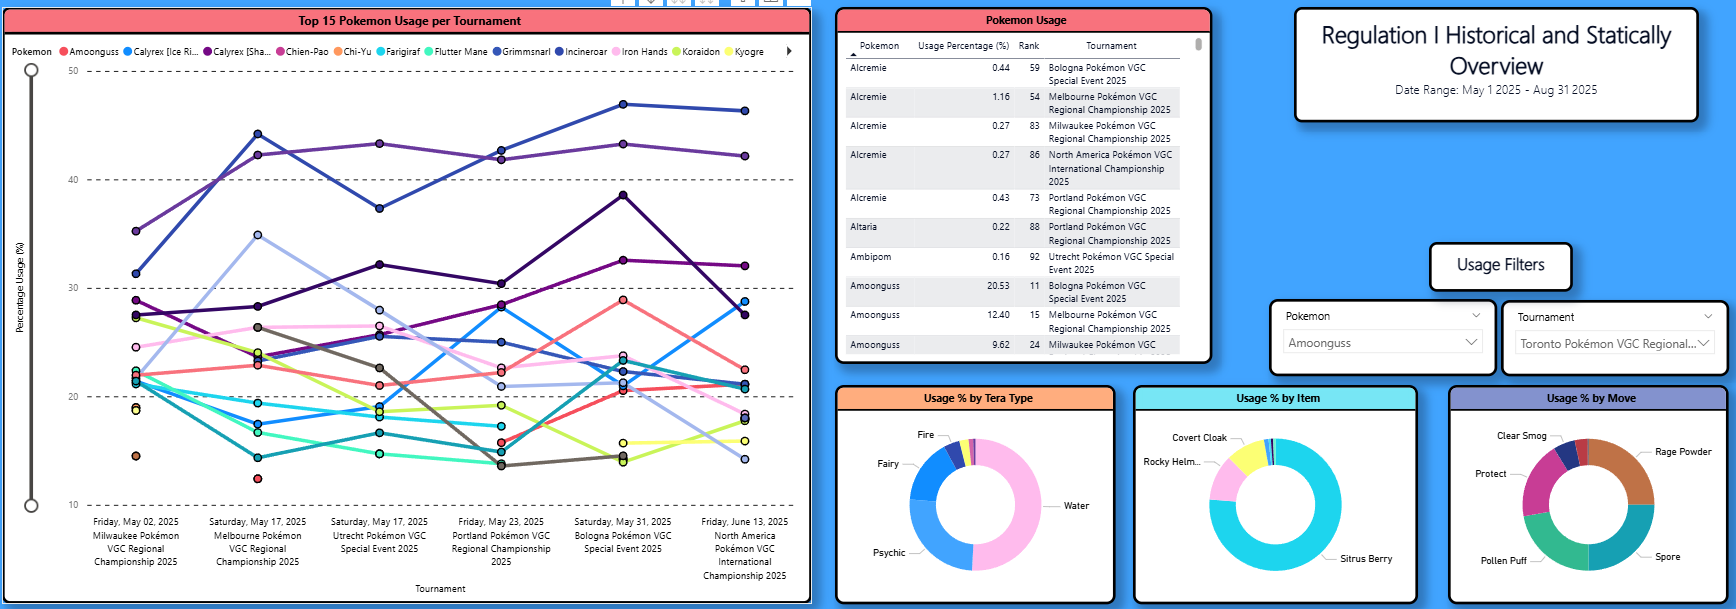 Top 15 Pokemon Usage per Tournament
Pokemon Amoonguss Calyrex [Ice Ri... Calyrex [Sha... Chien-Pao Chi-Yu Farigiraf Flutter Mane Grimmsnarl Incineroar Iron Hands Koraidon Kyogre
50
40
30
20
10
Percentage Usage (%)
Friday, May 02, 2025
Milwaukee Pokémon
VGC Regional
Championship 2025
Saturday, May 17, 2025
Melbourne Pokémon
VGC Regional
Championship 2025
Saturday, May 17, 2025
Utrecht Pokémon VGC
Special Event 2025
Friday, May 23, 2025
Portland Pokémon VGC
Regional Championship
2025
Saturday, May 31, 2025
Bologna Pokémon VGC
Special Event 2025
Friday, June 13, 2025
North America
Pokémon VGC
International
Championship 2025
Tournament
Pokemon Usage
Pokemon Usage Percentage (%) Rank Tournament
Alcremie 0.44 59 Bologna Pokémon VGC
Special Event 2025
Alcremie 1.16 54 Melbourne Pokémon VGC
Regional Championship 2025
Alcremie 0.27 83 Milwaukee Pokémon VGC
Regional Championship 2025
Alcremie 0.27 86 North America Pokémon VGC
International Championship
2025
Alcremie 0.43 73 Portland Pokémon VGC
Regional Championship 2025
Altaria 0.22 88 Portland Pokémon VGC
Regional Championship 2025
Ambipom 0.16 92 Utrecht Pokémon VGC Special
Event 2025
Amoonguss 20.53 11 Bologna Pokémon VGC
Special Event 2025
Amoonguss 12.40 15 Melbourne Pokémon VGC
Regional Championship 2025
Amoonguss 9.62 24 Milwaukee Pokémon VGC
Regulation I Historical and Statically
Overview
Date Range: May 1 2025 - Aug 31 2025
Usage Filters
Pokemon
Amoonguss
Tournament
Toronto Pokémon VGC Regional...
Usage % by Tera Type
Fire
Fairy
Psychic
Water
Usage % by Item
Covert Cloak
Rocky Helm...
Sitrus Berry
Usage % by Move
Clear Smog
Protect
Pollen Puff
Rage Powder
Spore